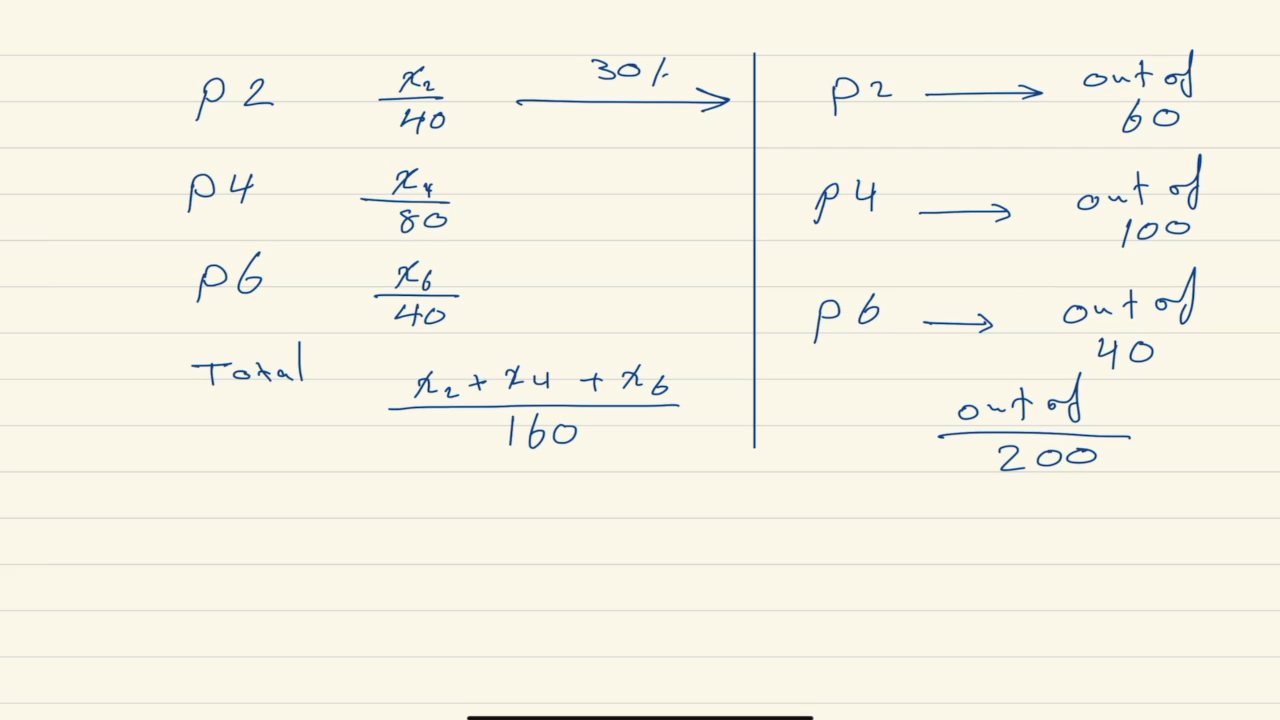 P2 x₂/40 30%
P4 x₄/80
P6 x₆/40
Total x₂ + x4 + x₆ / 160
P2 → out of 60
P4 → out of 100
P6 → out of 40
out of 200